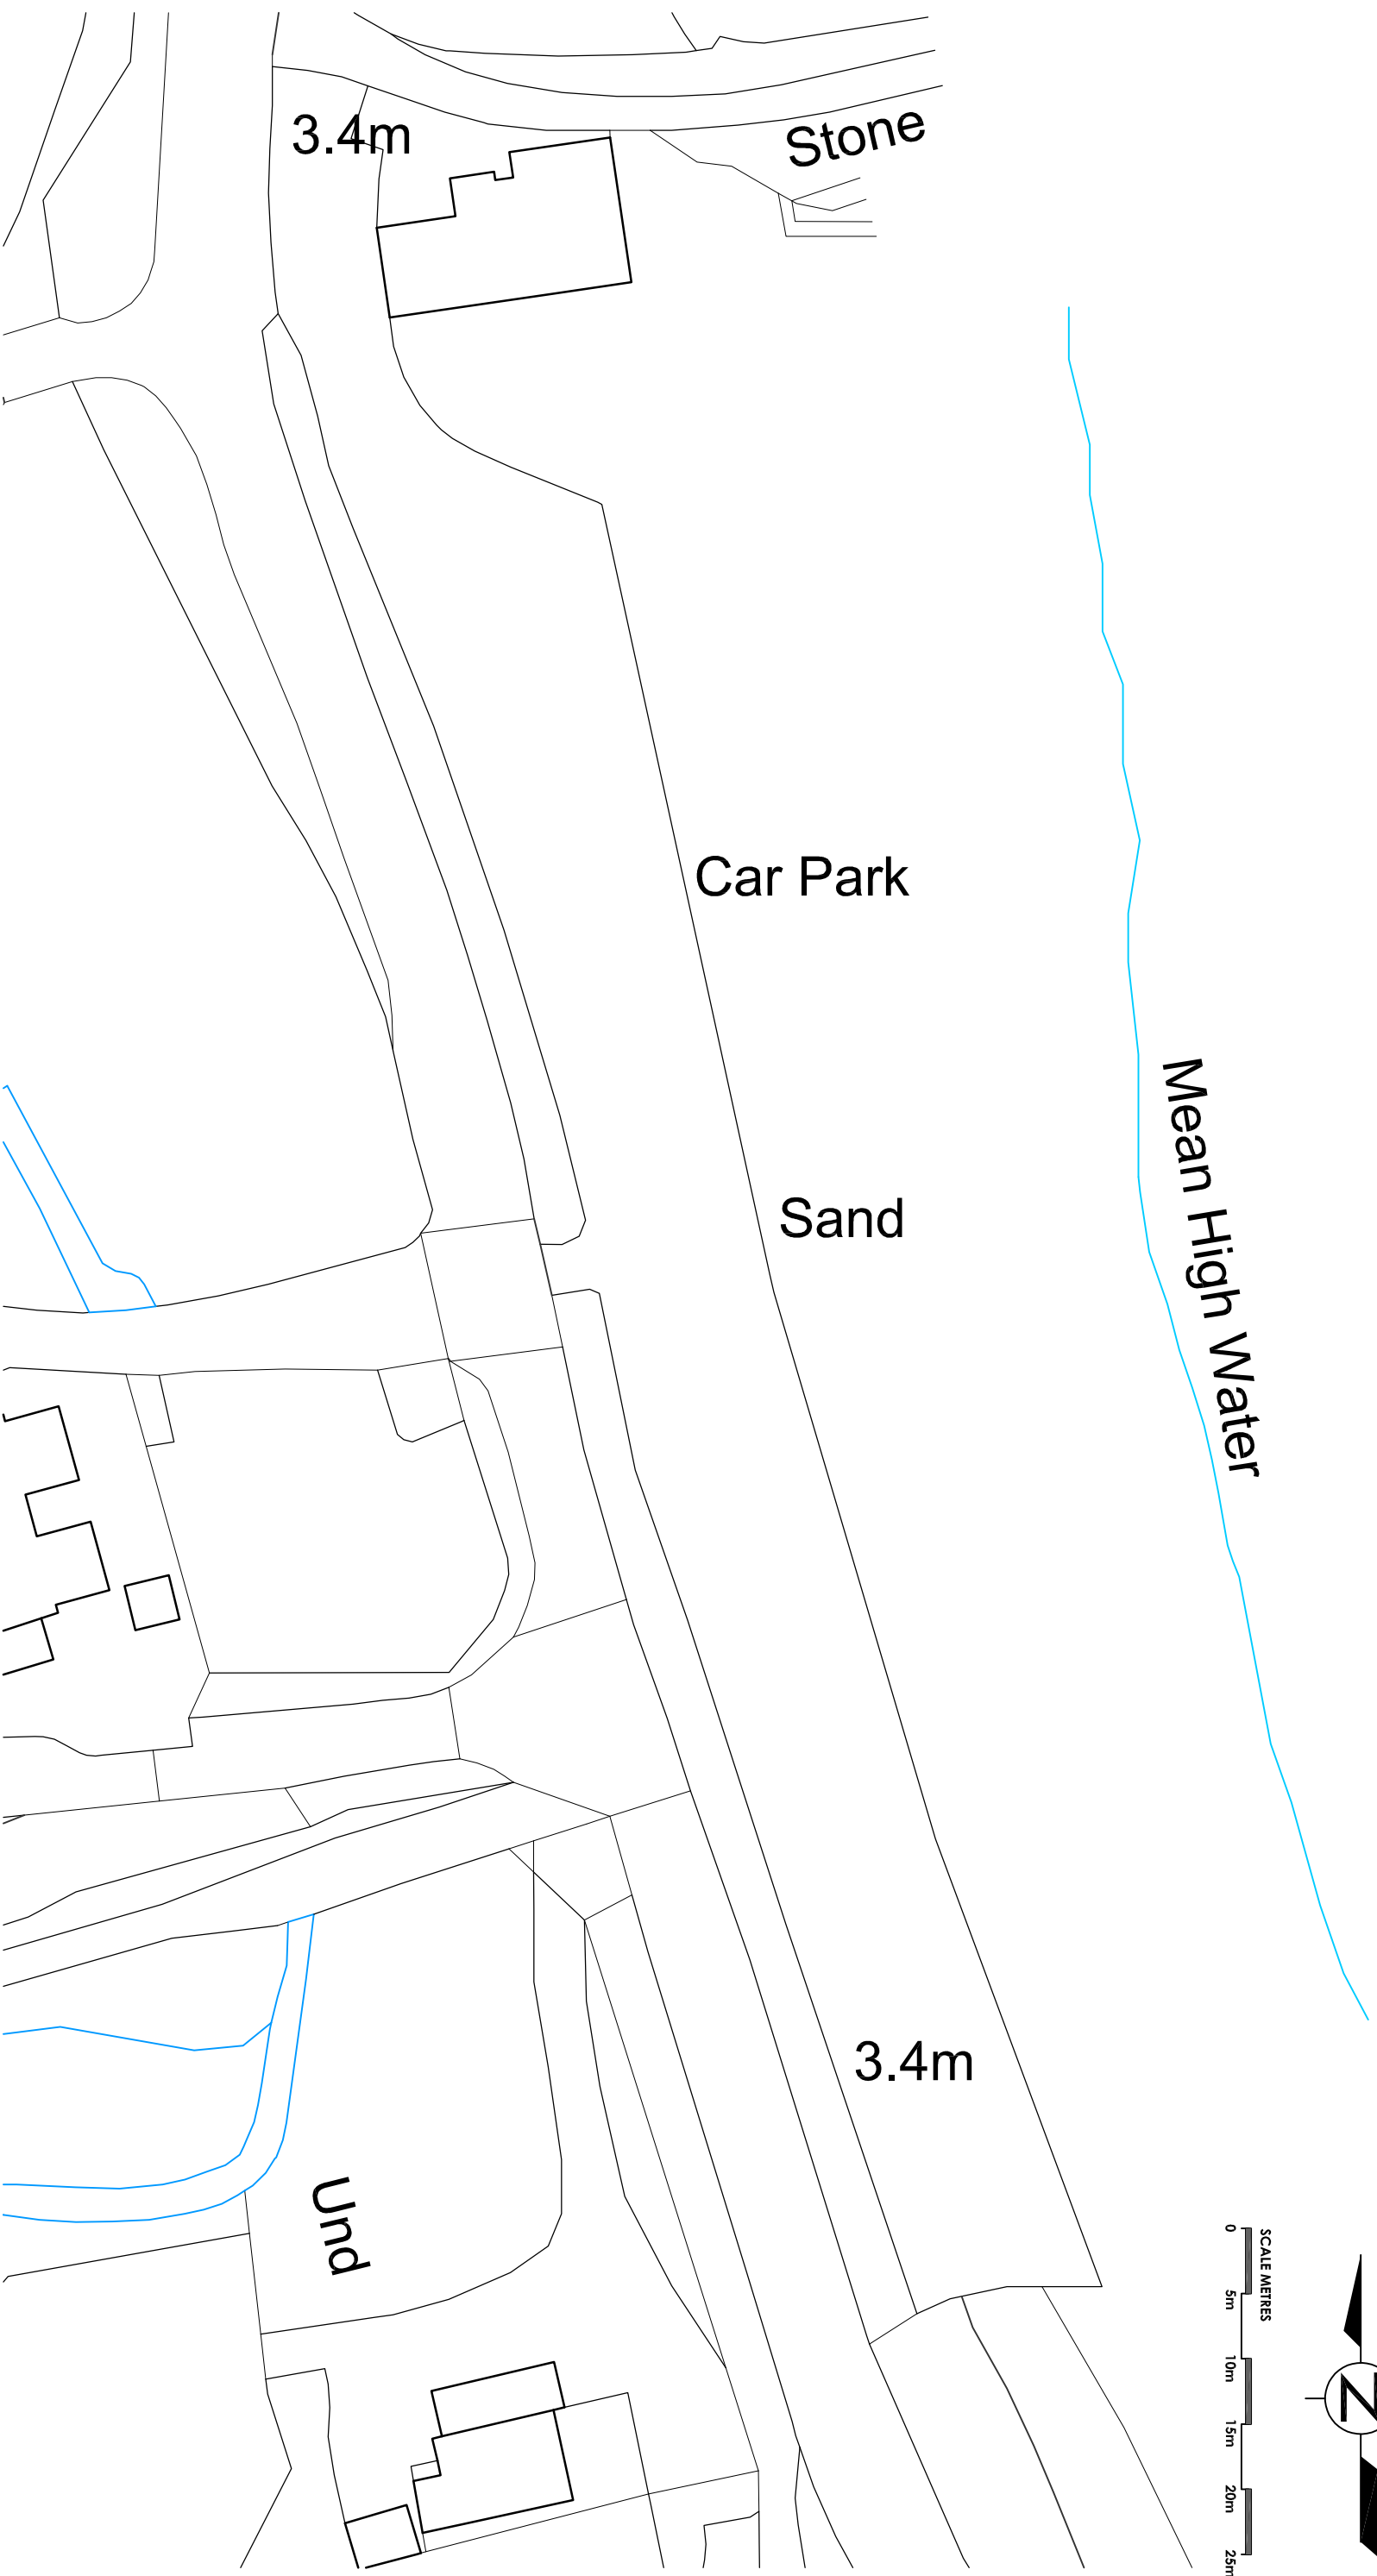 3.4m
Stone
Car Park
Sand
Mean High Water
3.4m
Und
SCALE METRES
0 5m 10m 15m 20m 25m
N